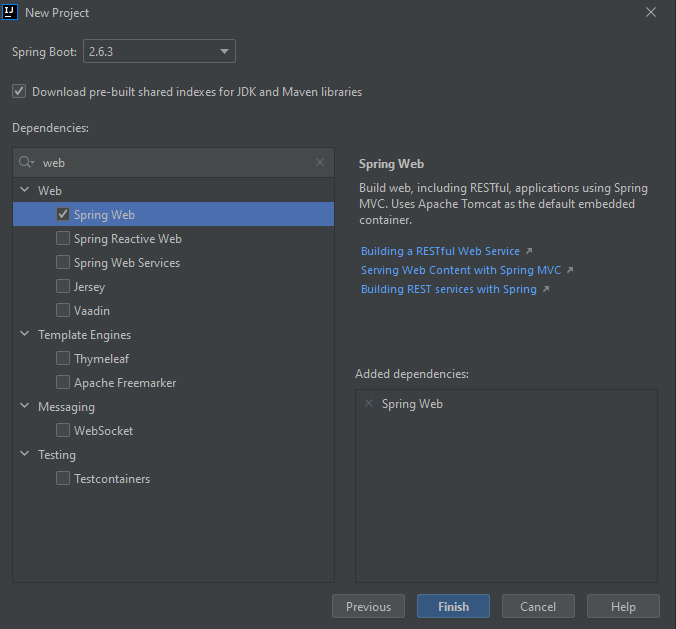 IJ New Project
Spring Boot: 2.6.3
Download pre-built shared indexes for JDK and Maven libraries
Dependencies:
web
Web
Spring Web
Spring Reactive Web
Spring Web Services
Jersey
Vaadin
Template Engines
Thymeleaf
Apache Freemarker
Messaging
WebSocket
Testing
Testcontainers
Spring Web
Build web, including RESTful, applications using Spring
MVC. Uses Apache Tomcat as the default embedded
container.
Building a RESTful Web Service
Serving Web Content with Spring MVC
Building REST services with Spring
Added dependencies:
Spring Web
Previous Finish Cancel Help